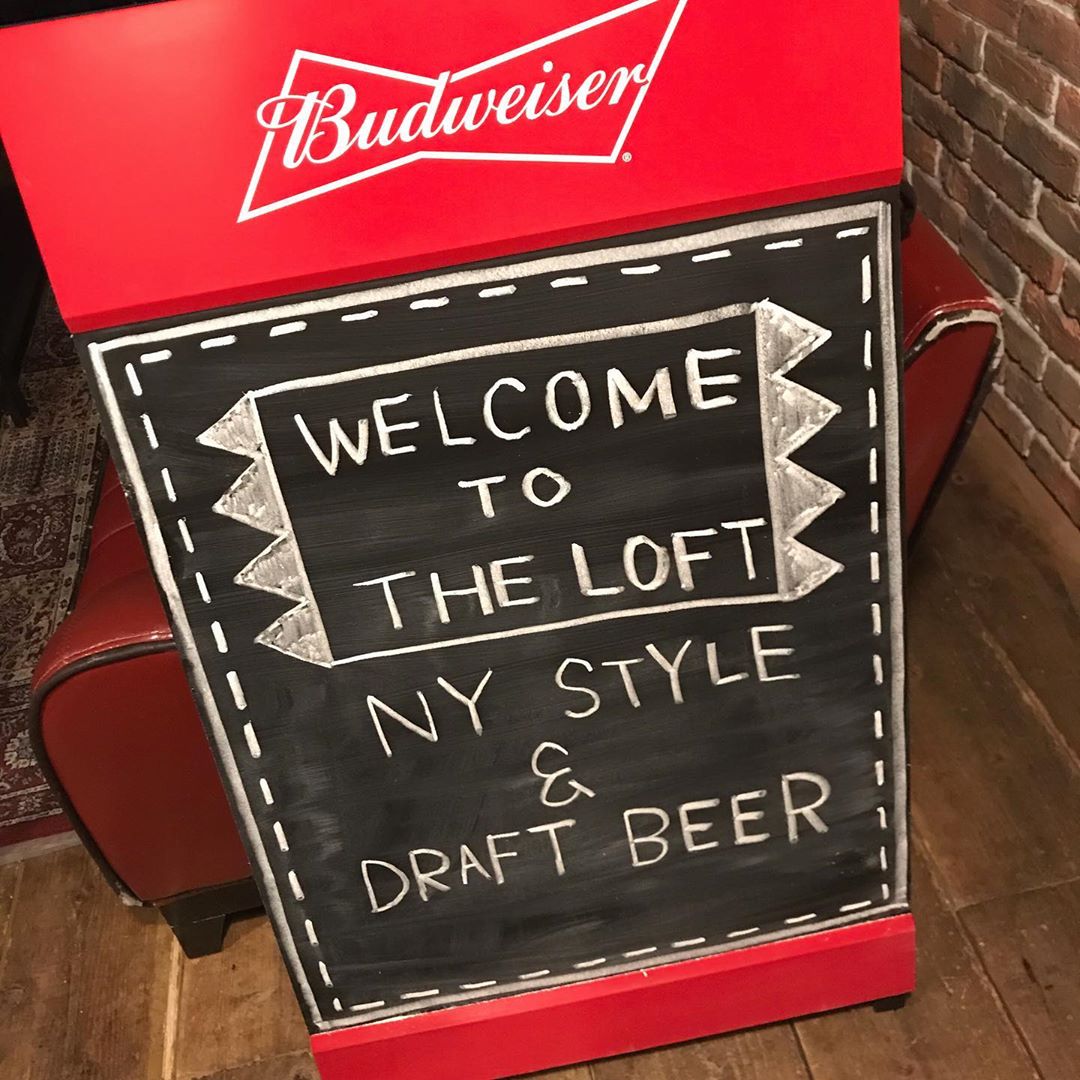 Budweiser®
WELCOME
TO
THE LOFT
NY STYLE
&
DRAFT BEER